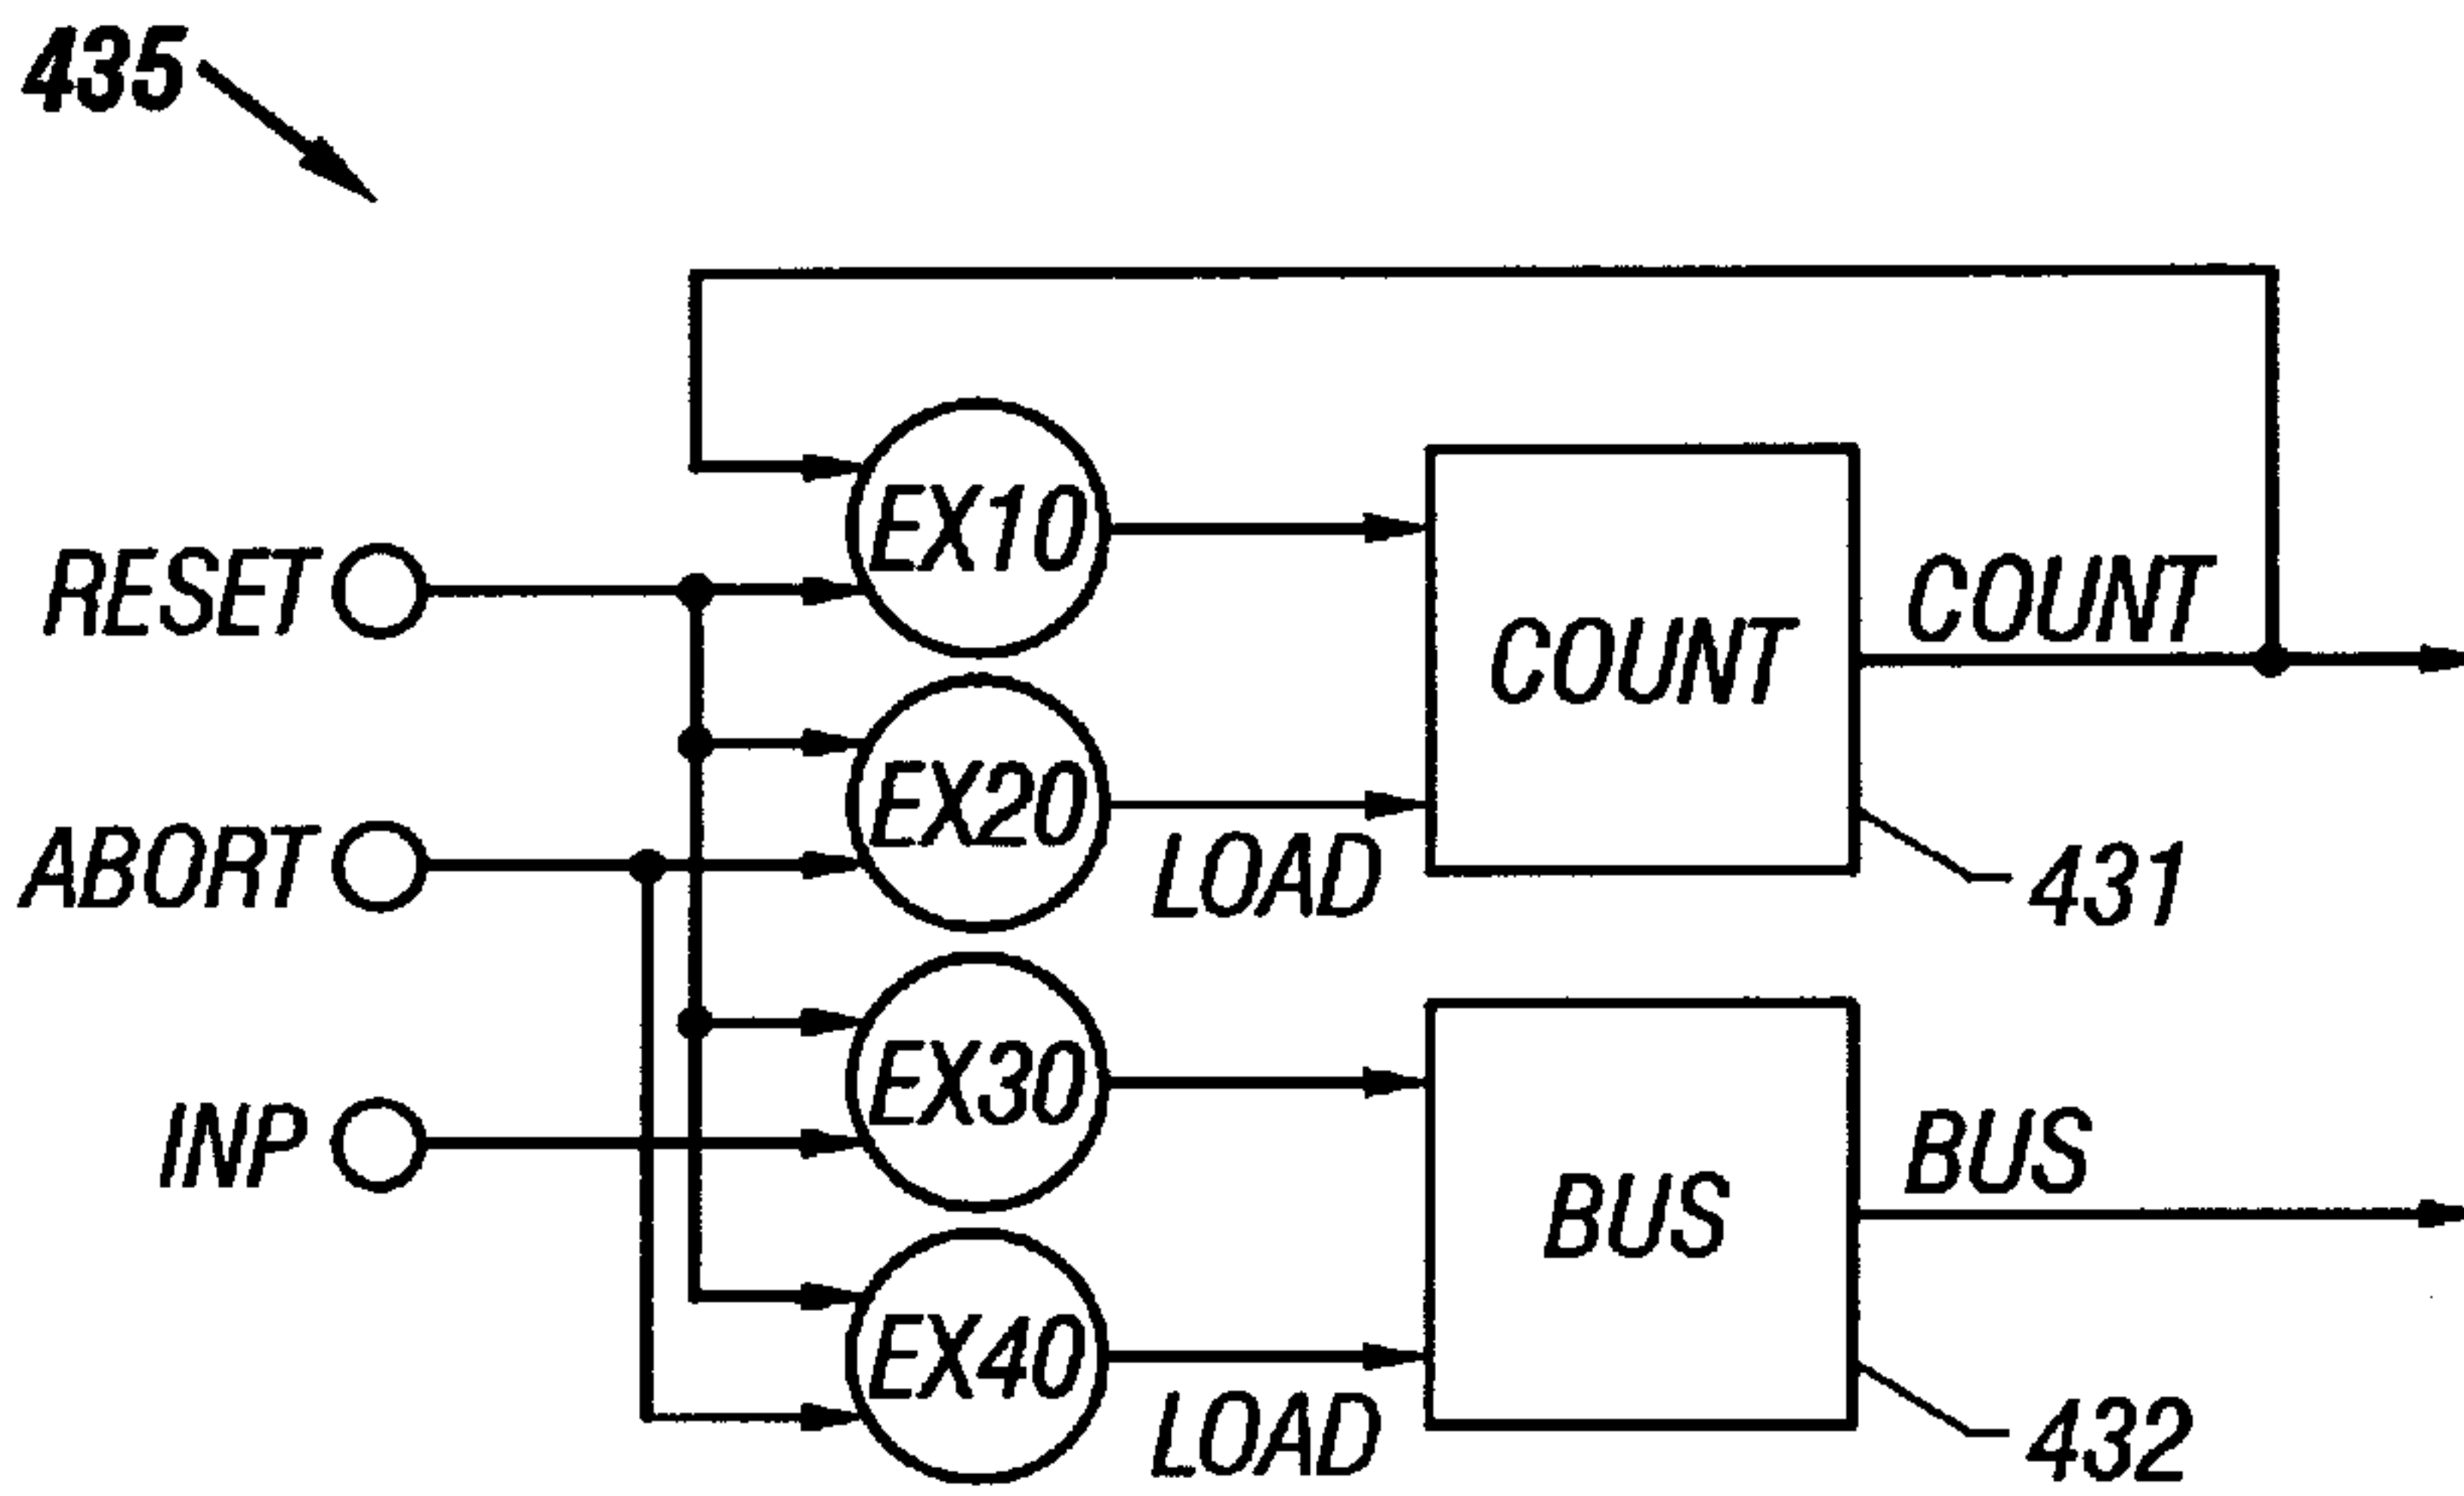 435
EX10
RESET
COUNT
COUNT
EX20
ABORT
LOAD
431
EX30
INP
BUS
BUS
EX40
LOAD
432